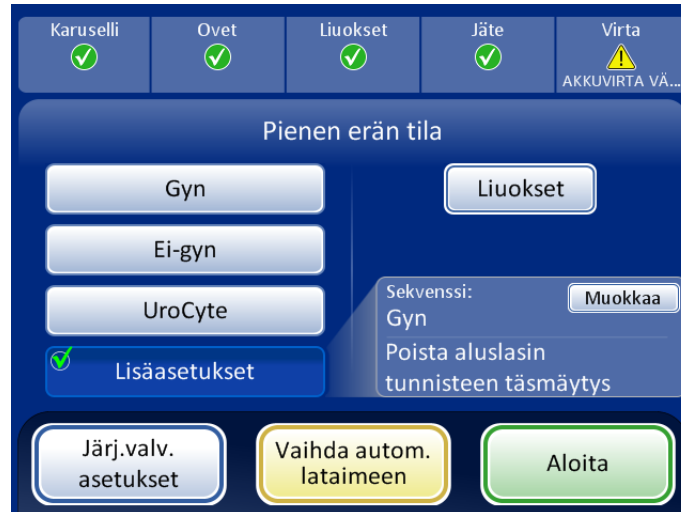 Karuselli
Ovet
Liuokset
Jäte
Virta
AKKUVIRTA VÄ...
Pienen erän tila
Gyn
Ei-gyn
UroCyte
Lisäasetukset
Liuokset
Sekvenssi:
Muokkaa
Gyn
Poista aluslasin
tunnisteen täsmäytys
Järj.valv.
asetukset
Vaihda autom.
lataimeen
Aloita